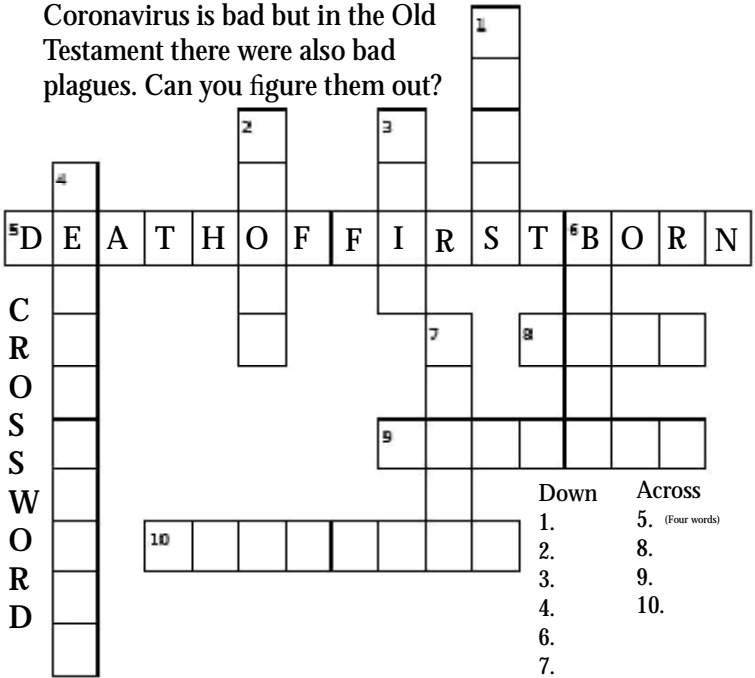 Coronavirus is bad but in the Old
Testament there were also bad
plagues. Can you figure them out?
1
2
3
4
5 D E A T H O F F I R S T 6 B O R N
7
8
9
10
C
R
O
S
S
W
O
R
D
Down
1.
2.
3.
4.
6.
7.
Across
5. (Four words)
8.
9.
10.